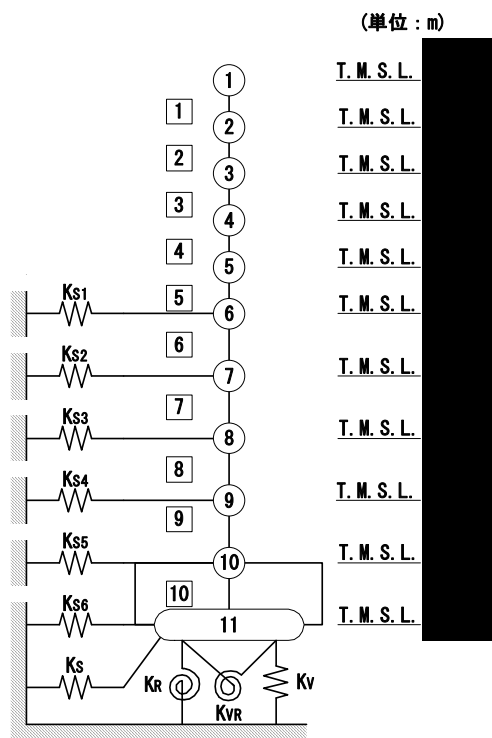 (単位：m)
1 T.M.S.L.
1
2 T.M.S.L.
2
3 T.M.S.L.
3
4 T.M.S.L.
4
5 T.M.S.L.
KS1 5
6 T.M.S.L.
KS2 6
7 T.M.S.L.
KS3 7
8 T.M.S.L.
KS4 8
9 T.M.S.L.
9
KS5 10 T.M.S.L.
10
KS6 11 T.M.S.L.
KS KR KVR KV